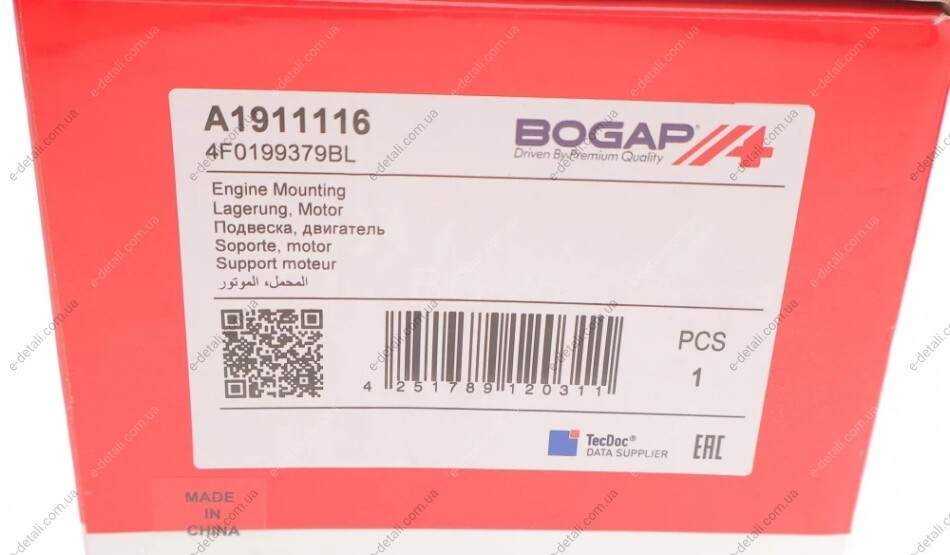 A1911116
4F0199379BL
BOGAP®
Driven By Premium Quality
Engine Mounting
Lagerung, Motor
Подвеска, двигатель
Soporte, motor
Support moteur
المحمل، الموتور
4 251789 120311
PCS
1
TecDoc®
DATA SUPPLIER
EAC
MADE
IN
CHINA
e-detali.com.ua